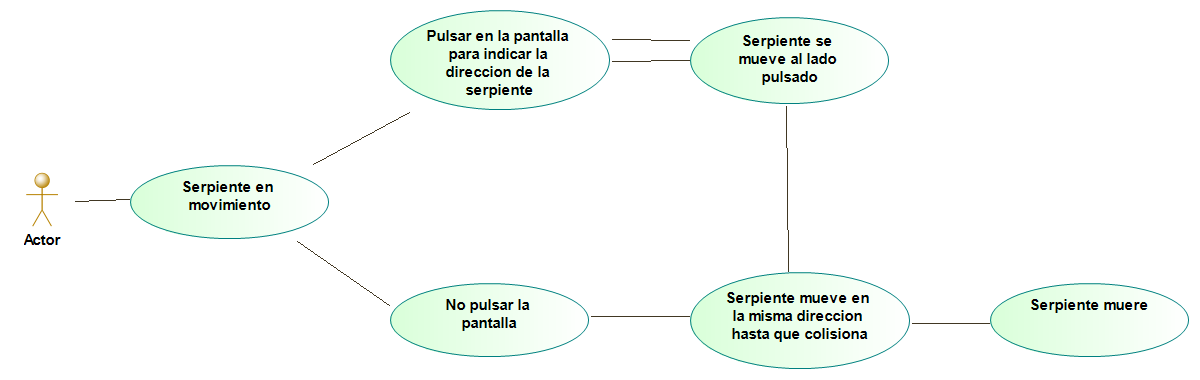 Pulsar en la pantalla
para indicar la
direccion de la
serpiente
Serpiente se
mueve al lado
pulsado
Serpiente en
movimiento
Actor
No pulsar la
pantalla
Serpiente mueve en
la misma direccion
hasta que colisiona
Serpiente muere